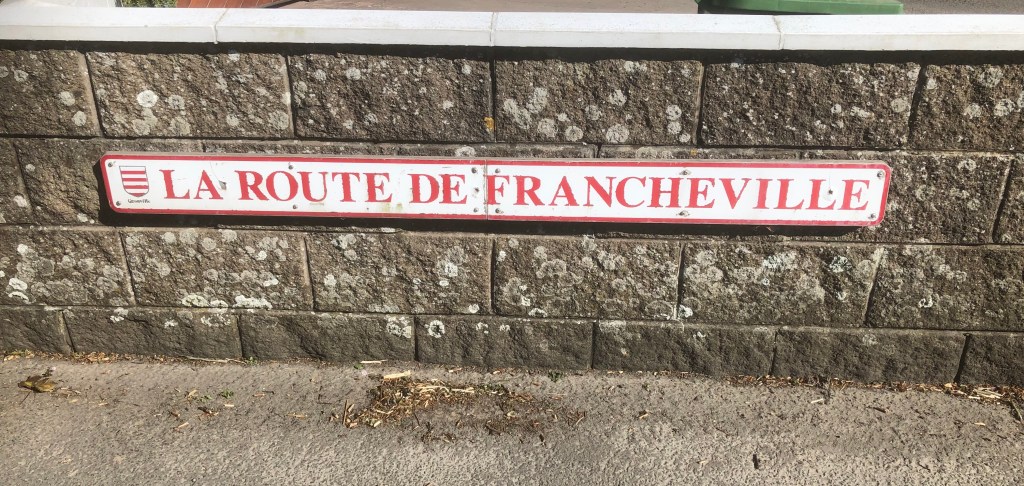 LA ROUTE DE FRANCHEVILLE